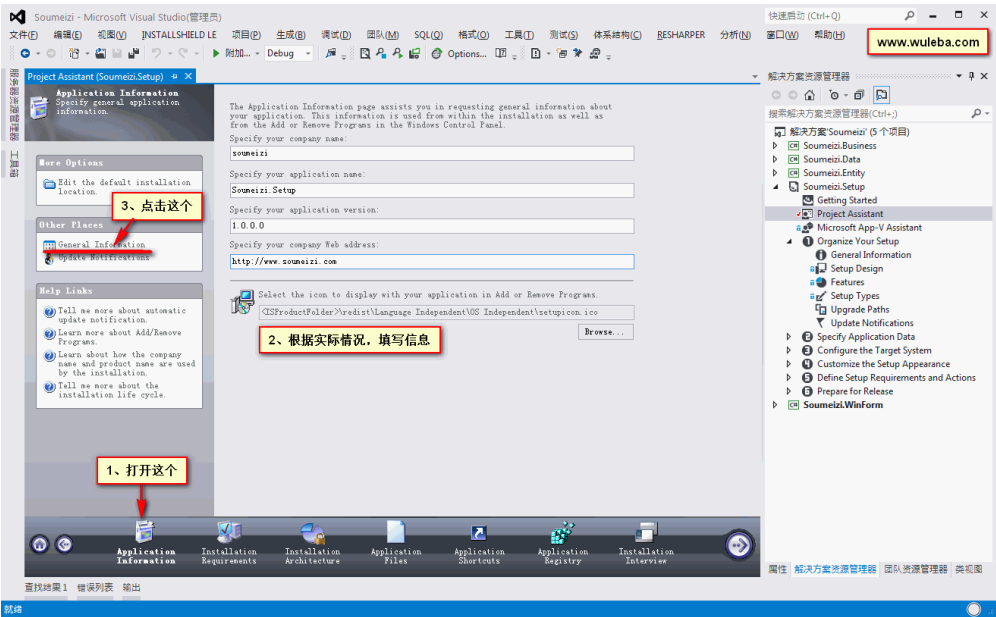 Soumeizi - Microsoft Visual Studio(管理员)
快速启动 (Ctrl+Q)
文件(F) 编辑(E) 视图(V) INSTALLSHIELD LE 项目(P) 生成(B) 调试(D) 团队(M) SQL(Q) 格式(O) 工具(T) 测试(S) 体系结构(C) RESHARPER 分析(N) 窗口(W) 帮助(H)
www.wuleba.com
附加... Debug Options...
服务器资源管理器
工具箱
Project Assistant (Soumeizi.Setup)
Application Information
Specify general application
information.
More Options
Edit the default installation
location.
3、点击这个
Other Places
General Information
Update Notifications
Help Links
Tell me more about automatic
update notification.
Learn more about Add/Remove
Programs.
Learn about how the company
name and product name are used
by the installation.
Tell me more about the
installation life cycle.
1、打开这个
The Application Information page assists you in requesting general information about
your application. This information is used from within the installation as well as
from the Add or Remove Programs in the Windows Control Panel.
Specify your company name:
soumeizi
Specify your application name:
Soumeizi.Setup
Specify your application version:
1.0.0.0
Specify your company Web address:
http://www.soumeizi.com
Select the icon to display with your application in Add or Remove Programs.
<ISProductFolder>\redist\Language Independent\OS Independent\setupicon.ico
Browse...
2、根据实际情况，填写信息
Application
Information
Installation
Requirements
Installation
Architecture
Application
Files
Application
Shortcuts
Application
Registry
Installation
Interview
解决方案资源管理器
搜索解决方案资源管理器(Ctrl+;)
解决方案'Soumeizi' (5 个项目)
Soumeizi.Business
Soumeizi.Data
Soumeizi.Entity
Soumeizi.Setup
Getting Started
Project Assistant
Microsoft App-V Assistant
1 Organize Your Setup
General Information
Setup Design
Features
Setup Types
Upgrade Paths
Update Notifications
2 Specify Application Data
3 Configure the Target System
4 Customize the Setup Appearance
5 Define Setup Requirements and Actions
6 Prepare for Release
Soumeizi.WinForm
属性 解决方案资源管理器 团队资源管理器 类视图
查找结果 1 错误列表 输出
就绪